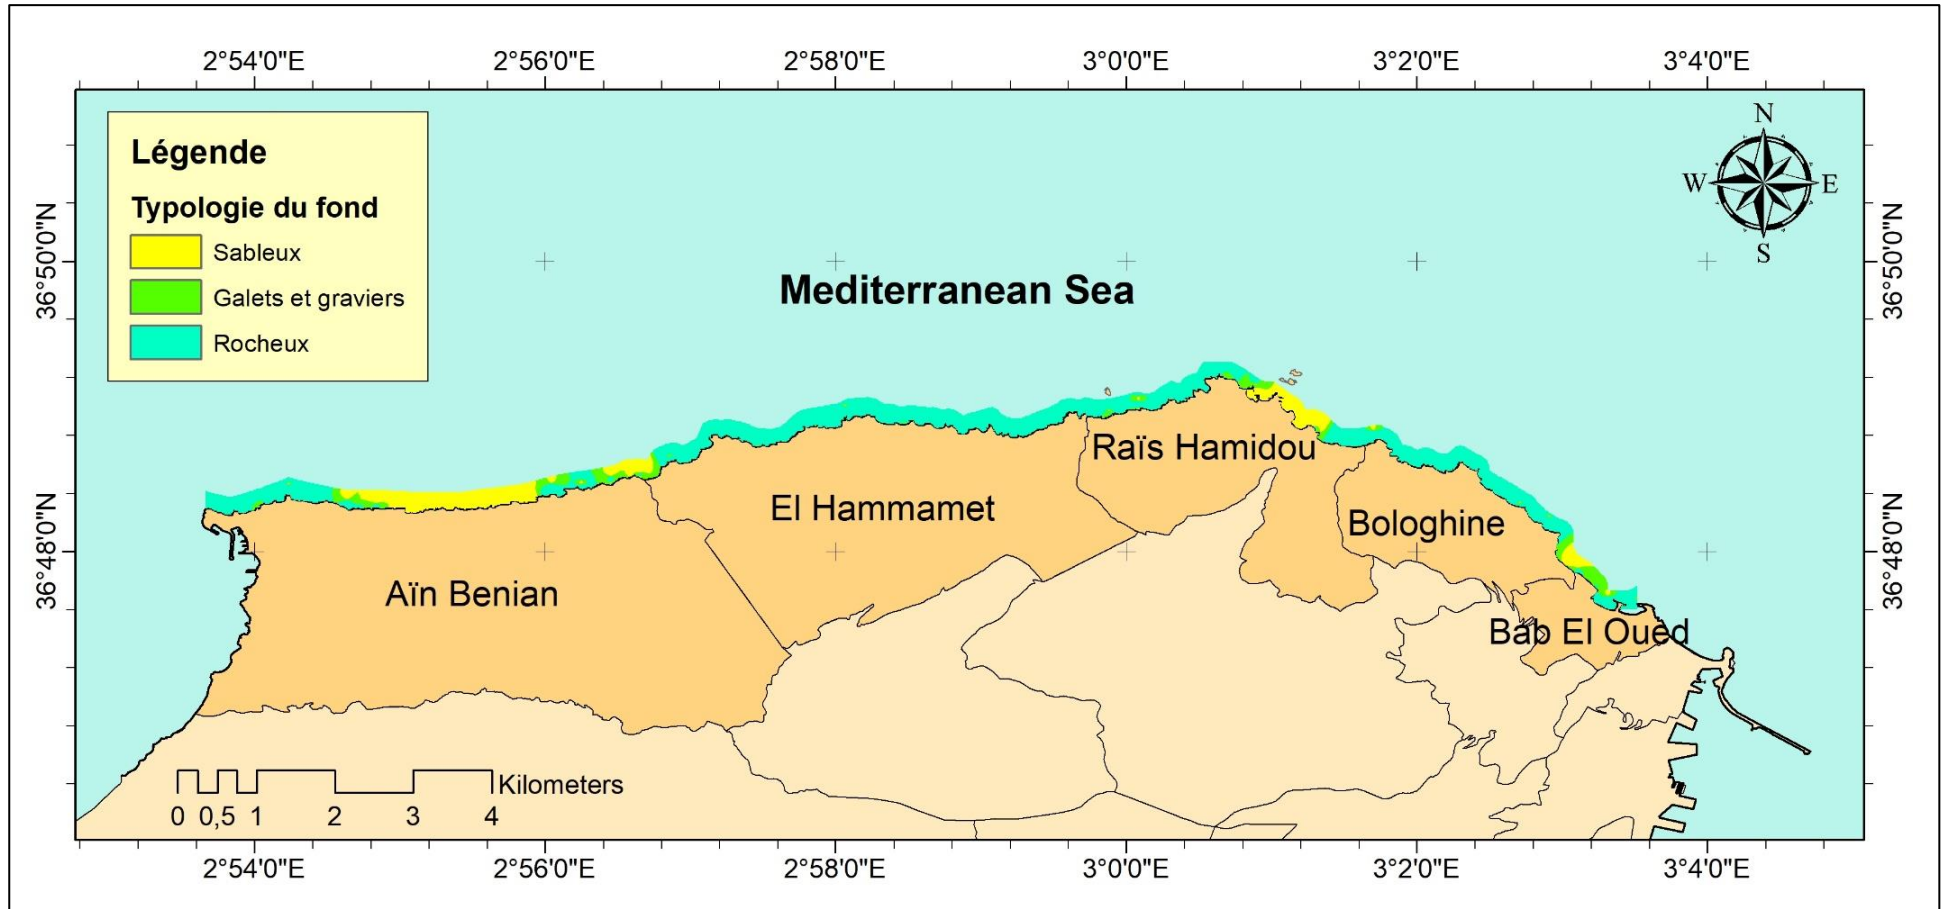 2°54'0"E 2°56'0"E 2°58'0"E 3°0'0"E 3°2'0"E 3°4'0"E
Légende
Typologie du fond
Sableux
Galets et graviers
Rocheux
N
W E
S
36°50'0"N 36°50'0"N
Mediterranean Sea
Raïs Hamidou
El Hammamet
Bologhine
36°48'0"N 36°48'0"N
Aïn Benian
Bab El Oued
Kilometers
0 0,5 1 2 3 4
2°54'0"E 2°56'0"E 2°58'0"E 3°0'0"E 3°2'0"E 3°4'0"E